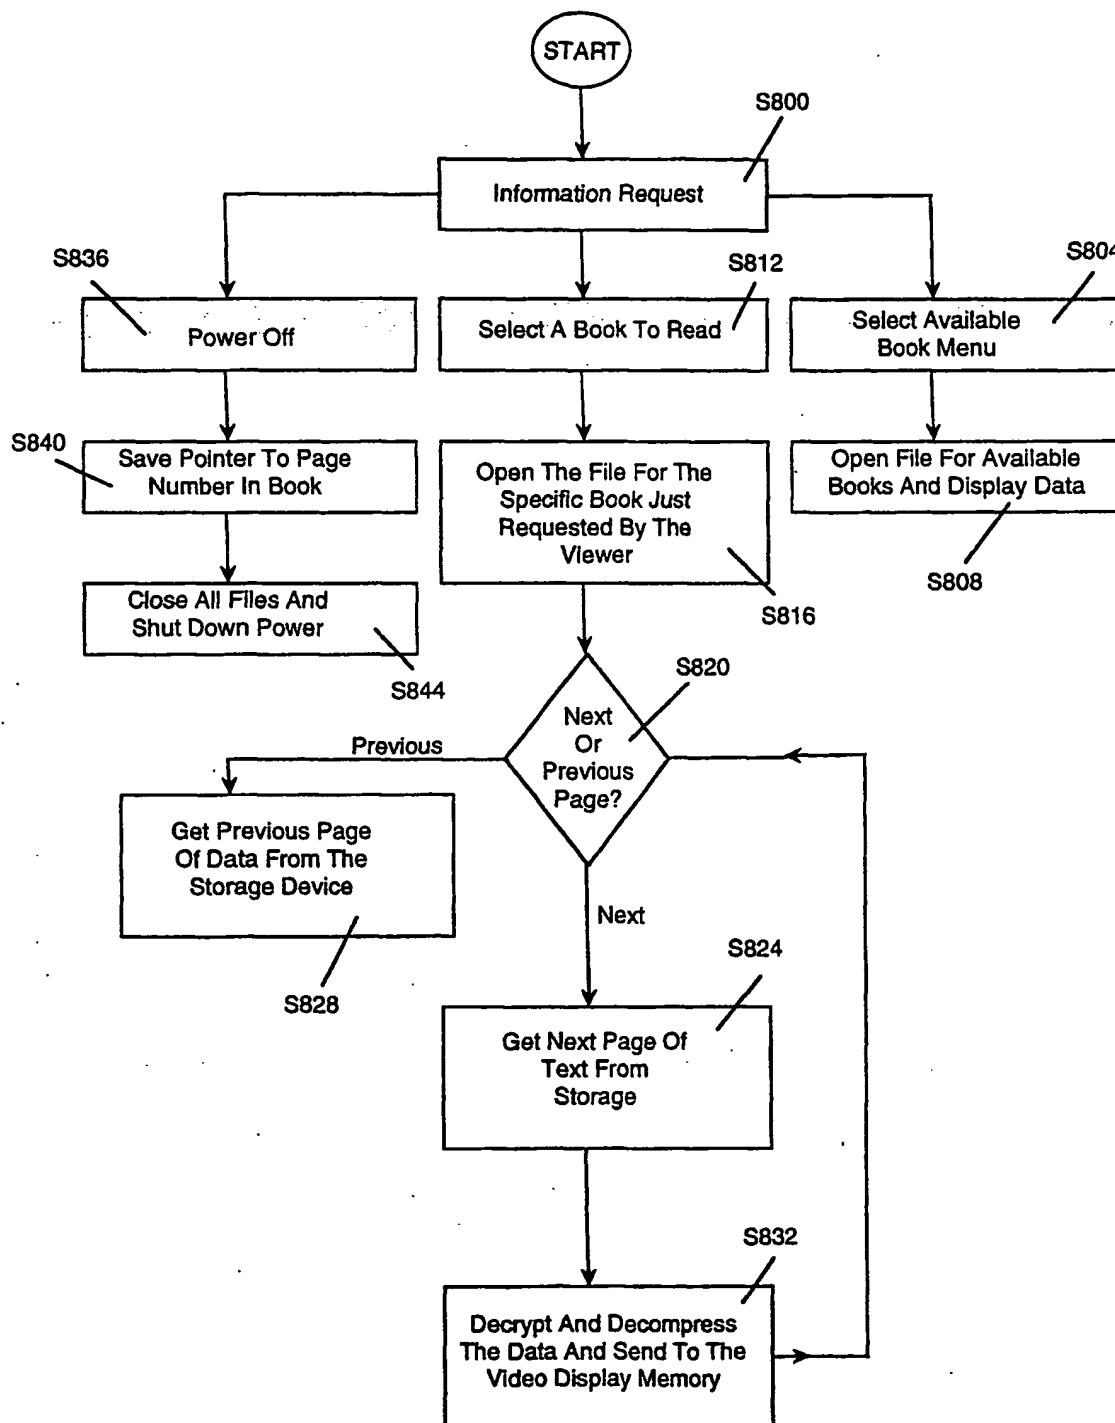 START
S800
Information Request
S836
S812
S804
Power Off
Select A Book To Read
Select Available
Book Menu
S840
Save Pointer To Page
Number In Book
Open The File For The
Specific Book Just
Requested By The
Viewer
Open File For Available
Books And Display Data
S808
Close All Files And
Shut Down Power
S816
S844
S820
Next
Or
Previous
Page?
Previous
Get Previous Page
Of Data From The
Storage Device
Next
S828
S824
Get Next Page Of
Text From
Storage
S832
Decrypt And Decompress
The Data And Send To The
Video Display Memory